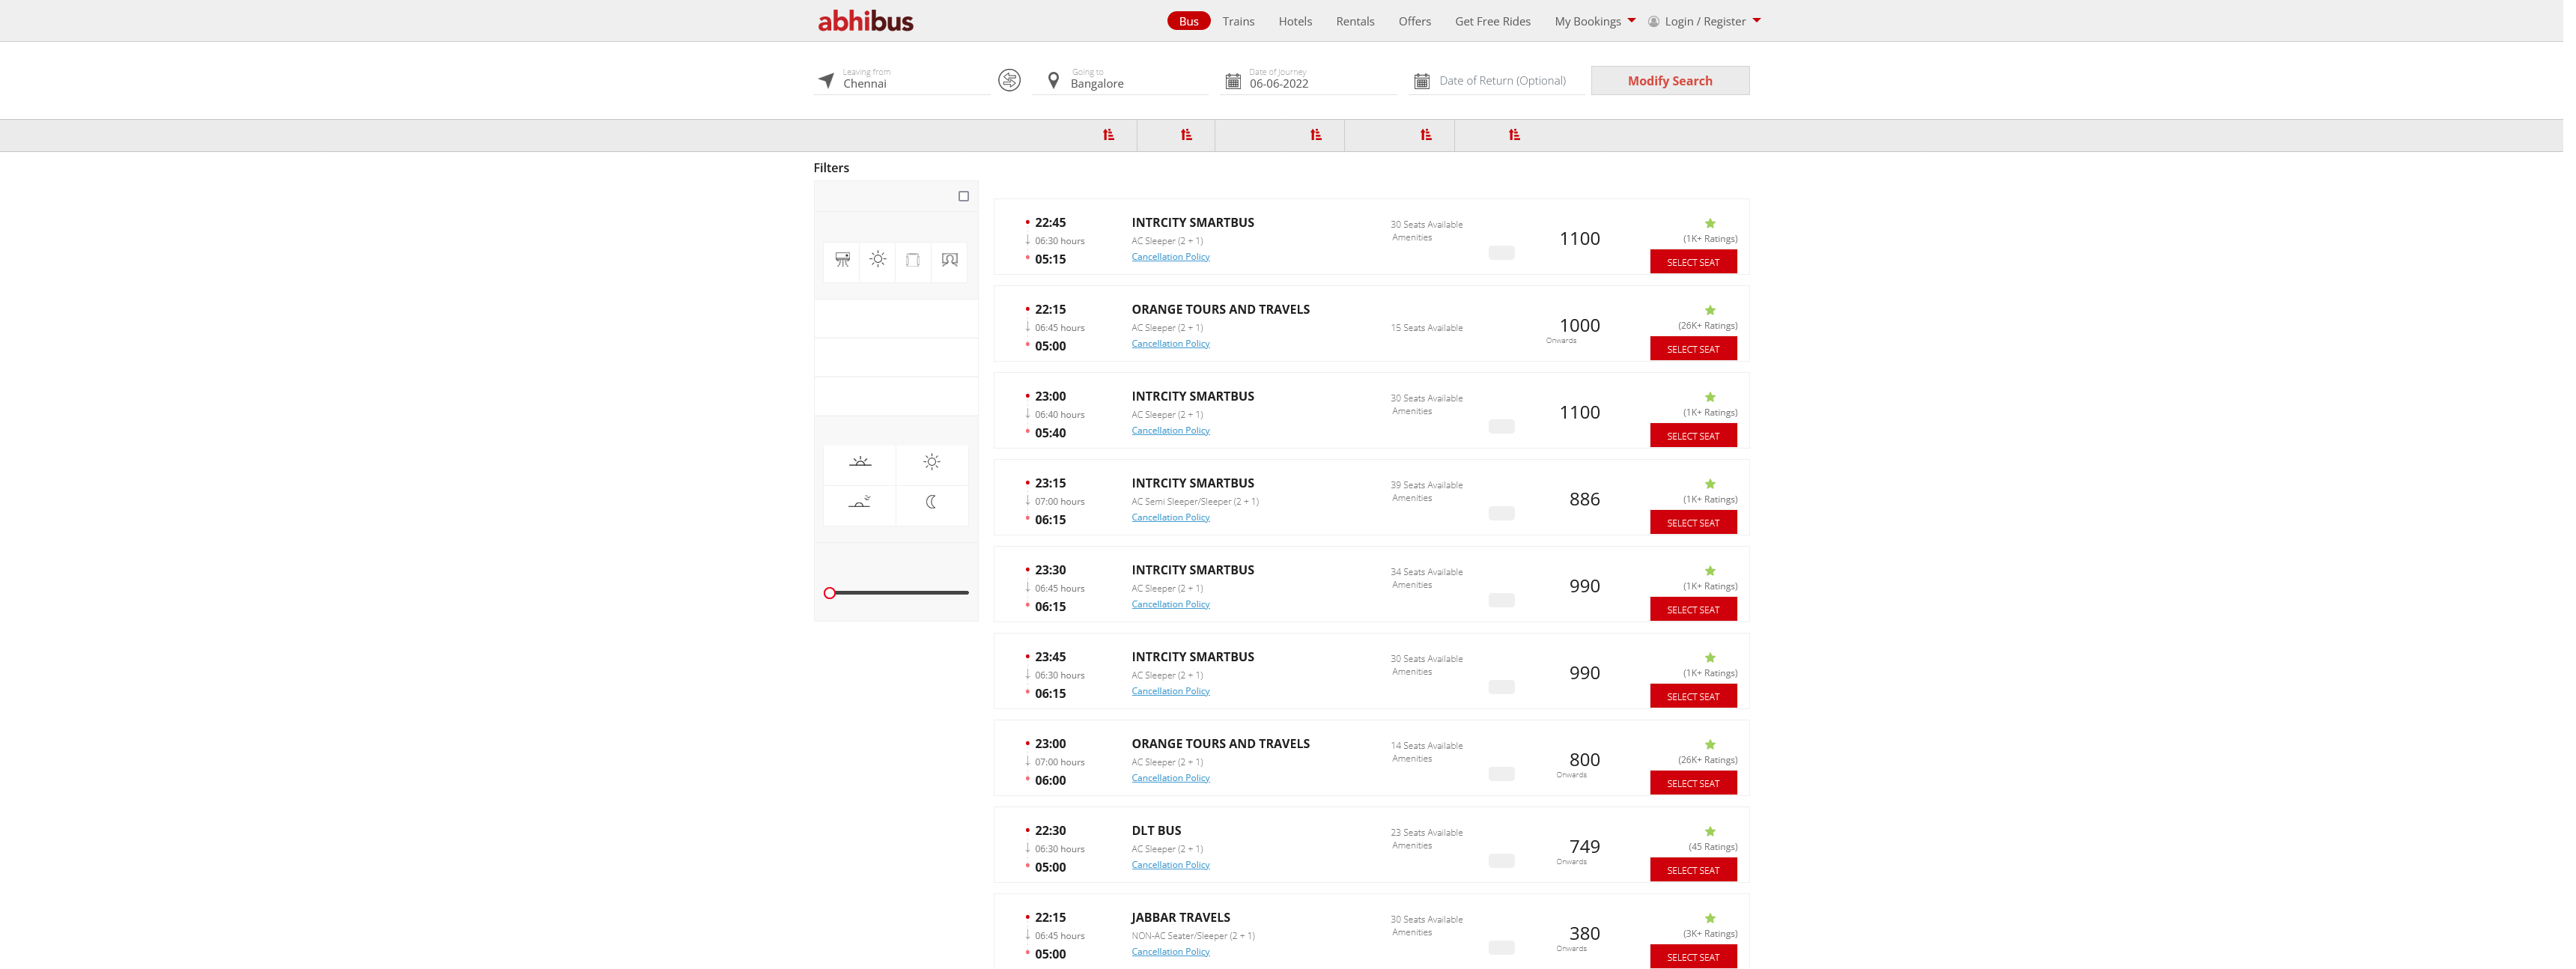 abhibus
Bus Trains Hotels Rentals Offers Get Free Rides My Bookings Login / Register
Leaving from
Chennai
Going to
Bangalore
Date of Journey
06-06-2022
Date of Return (Optional)
Modify Search
Filters
22:45 INTRCITY SMARTBUS 30 Seats Available
06:30 hours AC Sleeper (2 + 1) Amenities 1100 (1K+ Ratings)
05:15 Cancellation Policy SELECT SEAT
22:15 ORANGE TOURS AND TRAVELS
06:45 hours AC Sleeper (2 + 1) 15 Seats Available 1000 (26K+ Ratings)
05:00 Cancellation Policy Onwards SELECT SEAT
23:00 INTRCITY SMARTBUS 30 Seats Available
06:40 hours AC Sleeper (2 + 1) Amenities 1100 (1K+ Ratings)
05:40 Cancellation Policy SELECT SEAT
23:15 INTRCITY SMARTBUS 39 Seats Available
07:00 hours AC Semi Sleeper/Sleeper (2 + 1) Amenities 886 (1K+ Ratings)
06:15 Cancellation Policy SELECT SEAT
23:30 INTRCITY SMARTBUS 34 Seats Available
06:45 hours AC Sleeper (2 + 1) Amenities 990 (1K+ Ratings)
06:15 Cancellation Policy SELECT SEAT
23:45 INTRCITY SMARTBUS 30 Seats Available
06:30 hours AC Sleeper (2 + 1) Amenities 990 (1K+ Ratings)
06:15 Cancellation Policy SELECT SEAT
23:00 ORANGE TOURS AND TRAVELS 14 Seats Available
07:00 hours AC Sleeper (2 + 1) Amenities 800 (26K+ Ratings)
06:00 Cancellation Policy Onwards SELECT SEAT
22:30 DLT BUS 23 Seats Available
06:30 hours AC Sleeper (2 + 1) Amenities 749 (45 Ratings)
05:00 Cancellation Policy Onwards SELECT SEAT
22:15 JABBAR TRAVELS 30 Seats Available
06:45 hours NON-AC Seater/Sleeper (2 + 1) Amenities 380 (3K+ Ratings)
05:00 Cancellation Policy Onwards SELECT SEAT